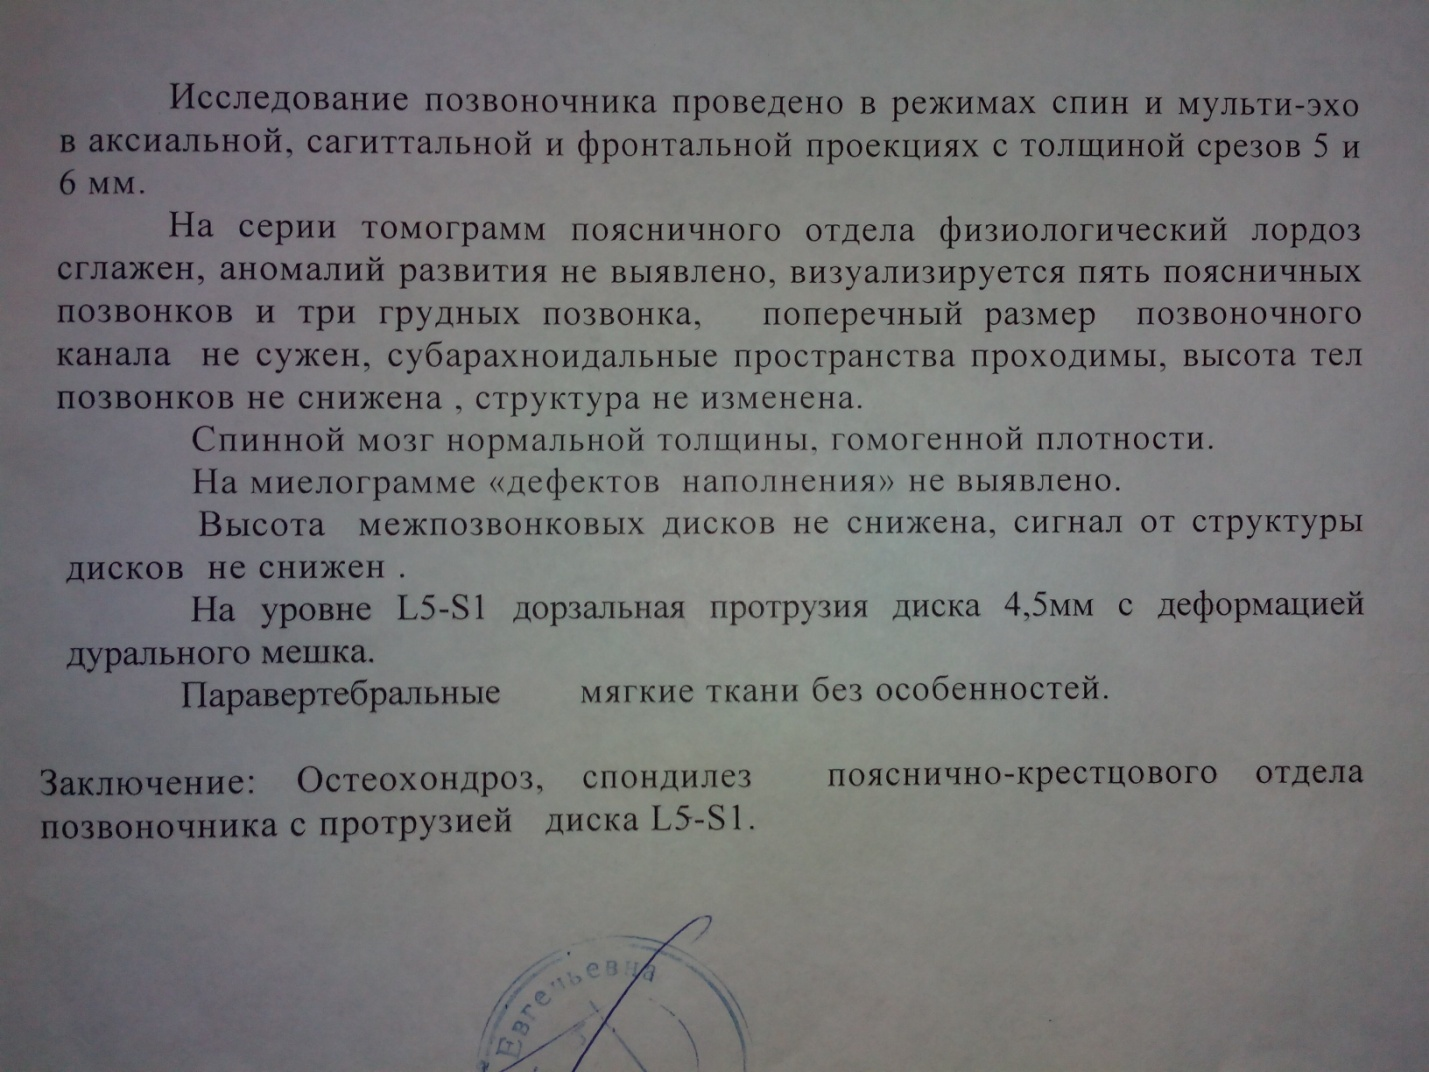 Исследование позвоночника проведено в режимах спин и мульти-эхо
в аксиальной, сагиттальной и фронтальной проекциях с толщиной срезов 5 и
6 мм.
На серии томограмм поясничного отдела физиологический лордоз
сглажен, аномалий развития не выявлено, визуализируется пять поясничных
позвонков и три грудных позвонка, поперечный размер позвоночного
канала не сужен, субарахноидальные пространства проходимы, высота тел
позвонков не снижена , структура не изменена.
Спинной мозг нормальной толщины, гомогенной плотности.
На миелограмме «дефектов наполнения» не выявлено.
Высота межпозвонковых дисков не снижена, сигнал от структуры
дисков не снижен .
На уровне L5-S1 дорзальная протрузия диска 4,5мм с деформацией
дурального мешка.
Паравертебральные мягкие ткани без особенностей.
Заключение: Остеохондроз, спондилез пояснично-крестцового отдела
позвоночника с протрузией диска L5-S1.
Евгеньевна